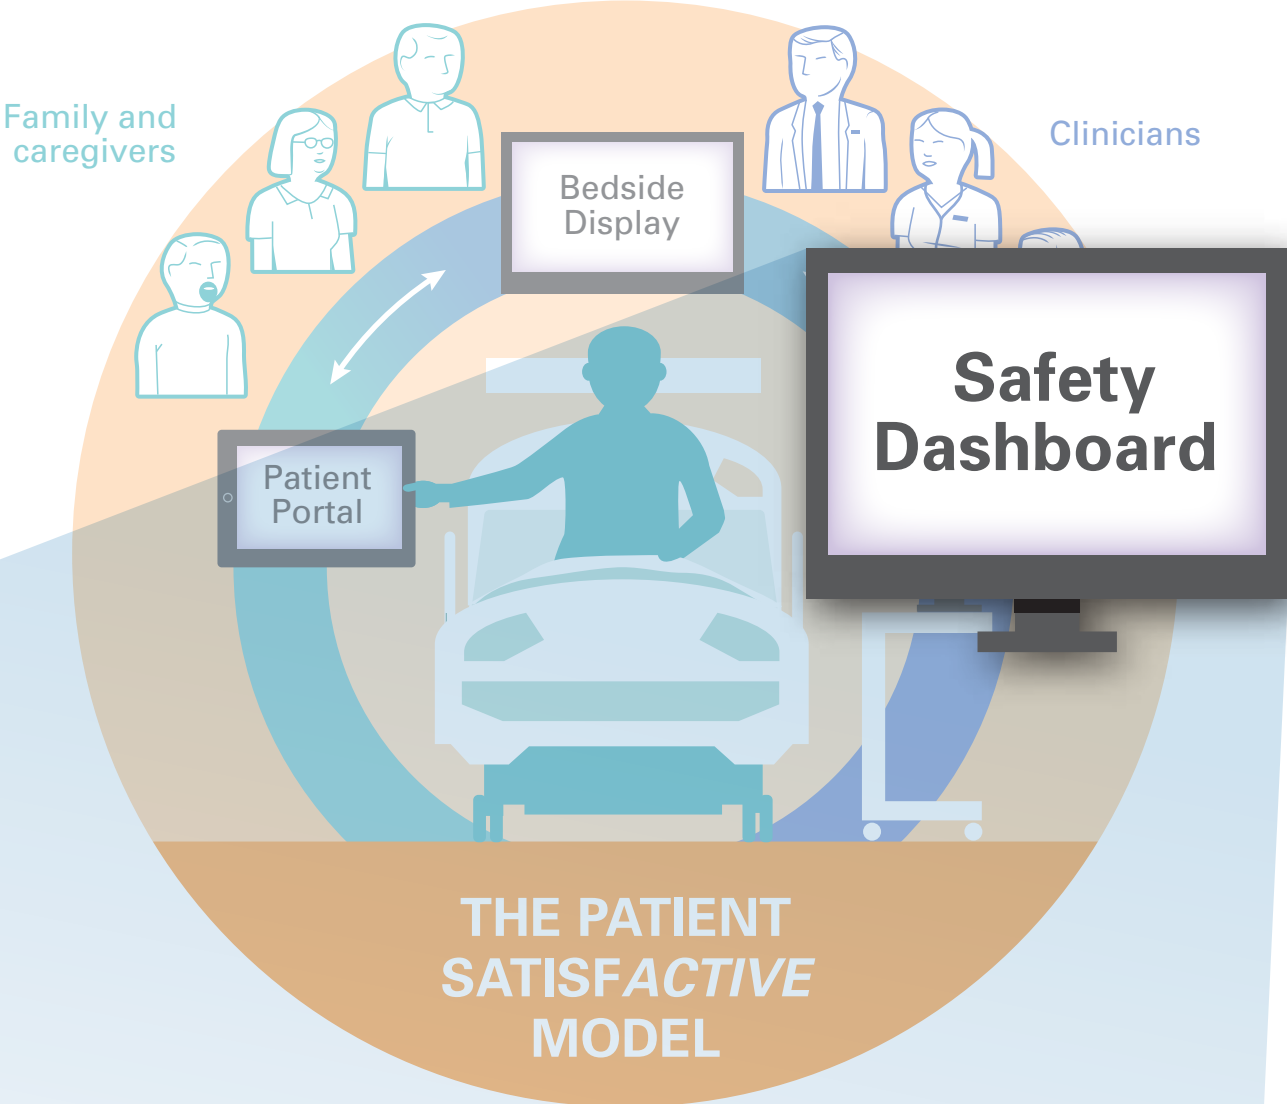 Family and
caregivers
Clinicians
Bedside
Display
Safety
Dashboard
Patient
Portal
THE PATIENT
SATISFACTIVE
MODEL